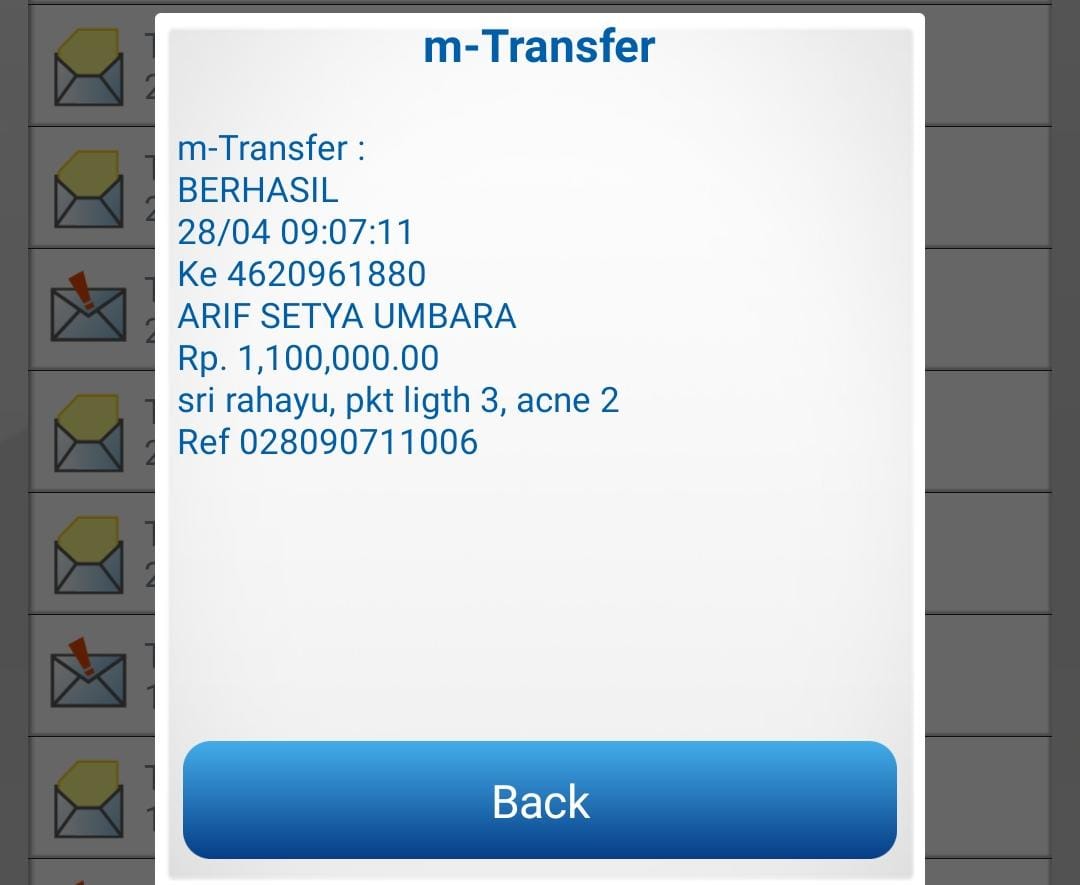 m-Transfer
m-Transfer :
BERHASIL
28/04 09:07:11
Ke 4620961880
ARIF SETYA UMBARA
Rp. 1,100,000.00
sri rahayu, pkt ligth 3, acne 2
Ref 028090711006
Back